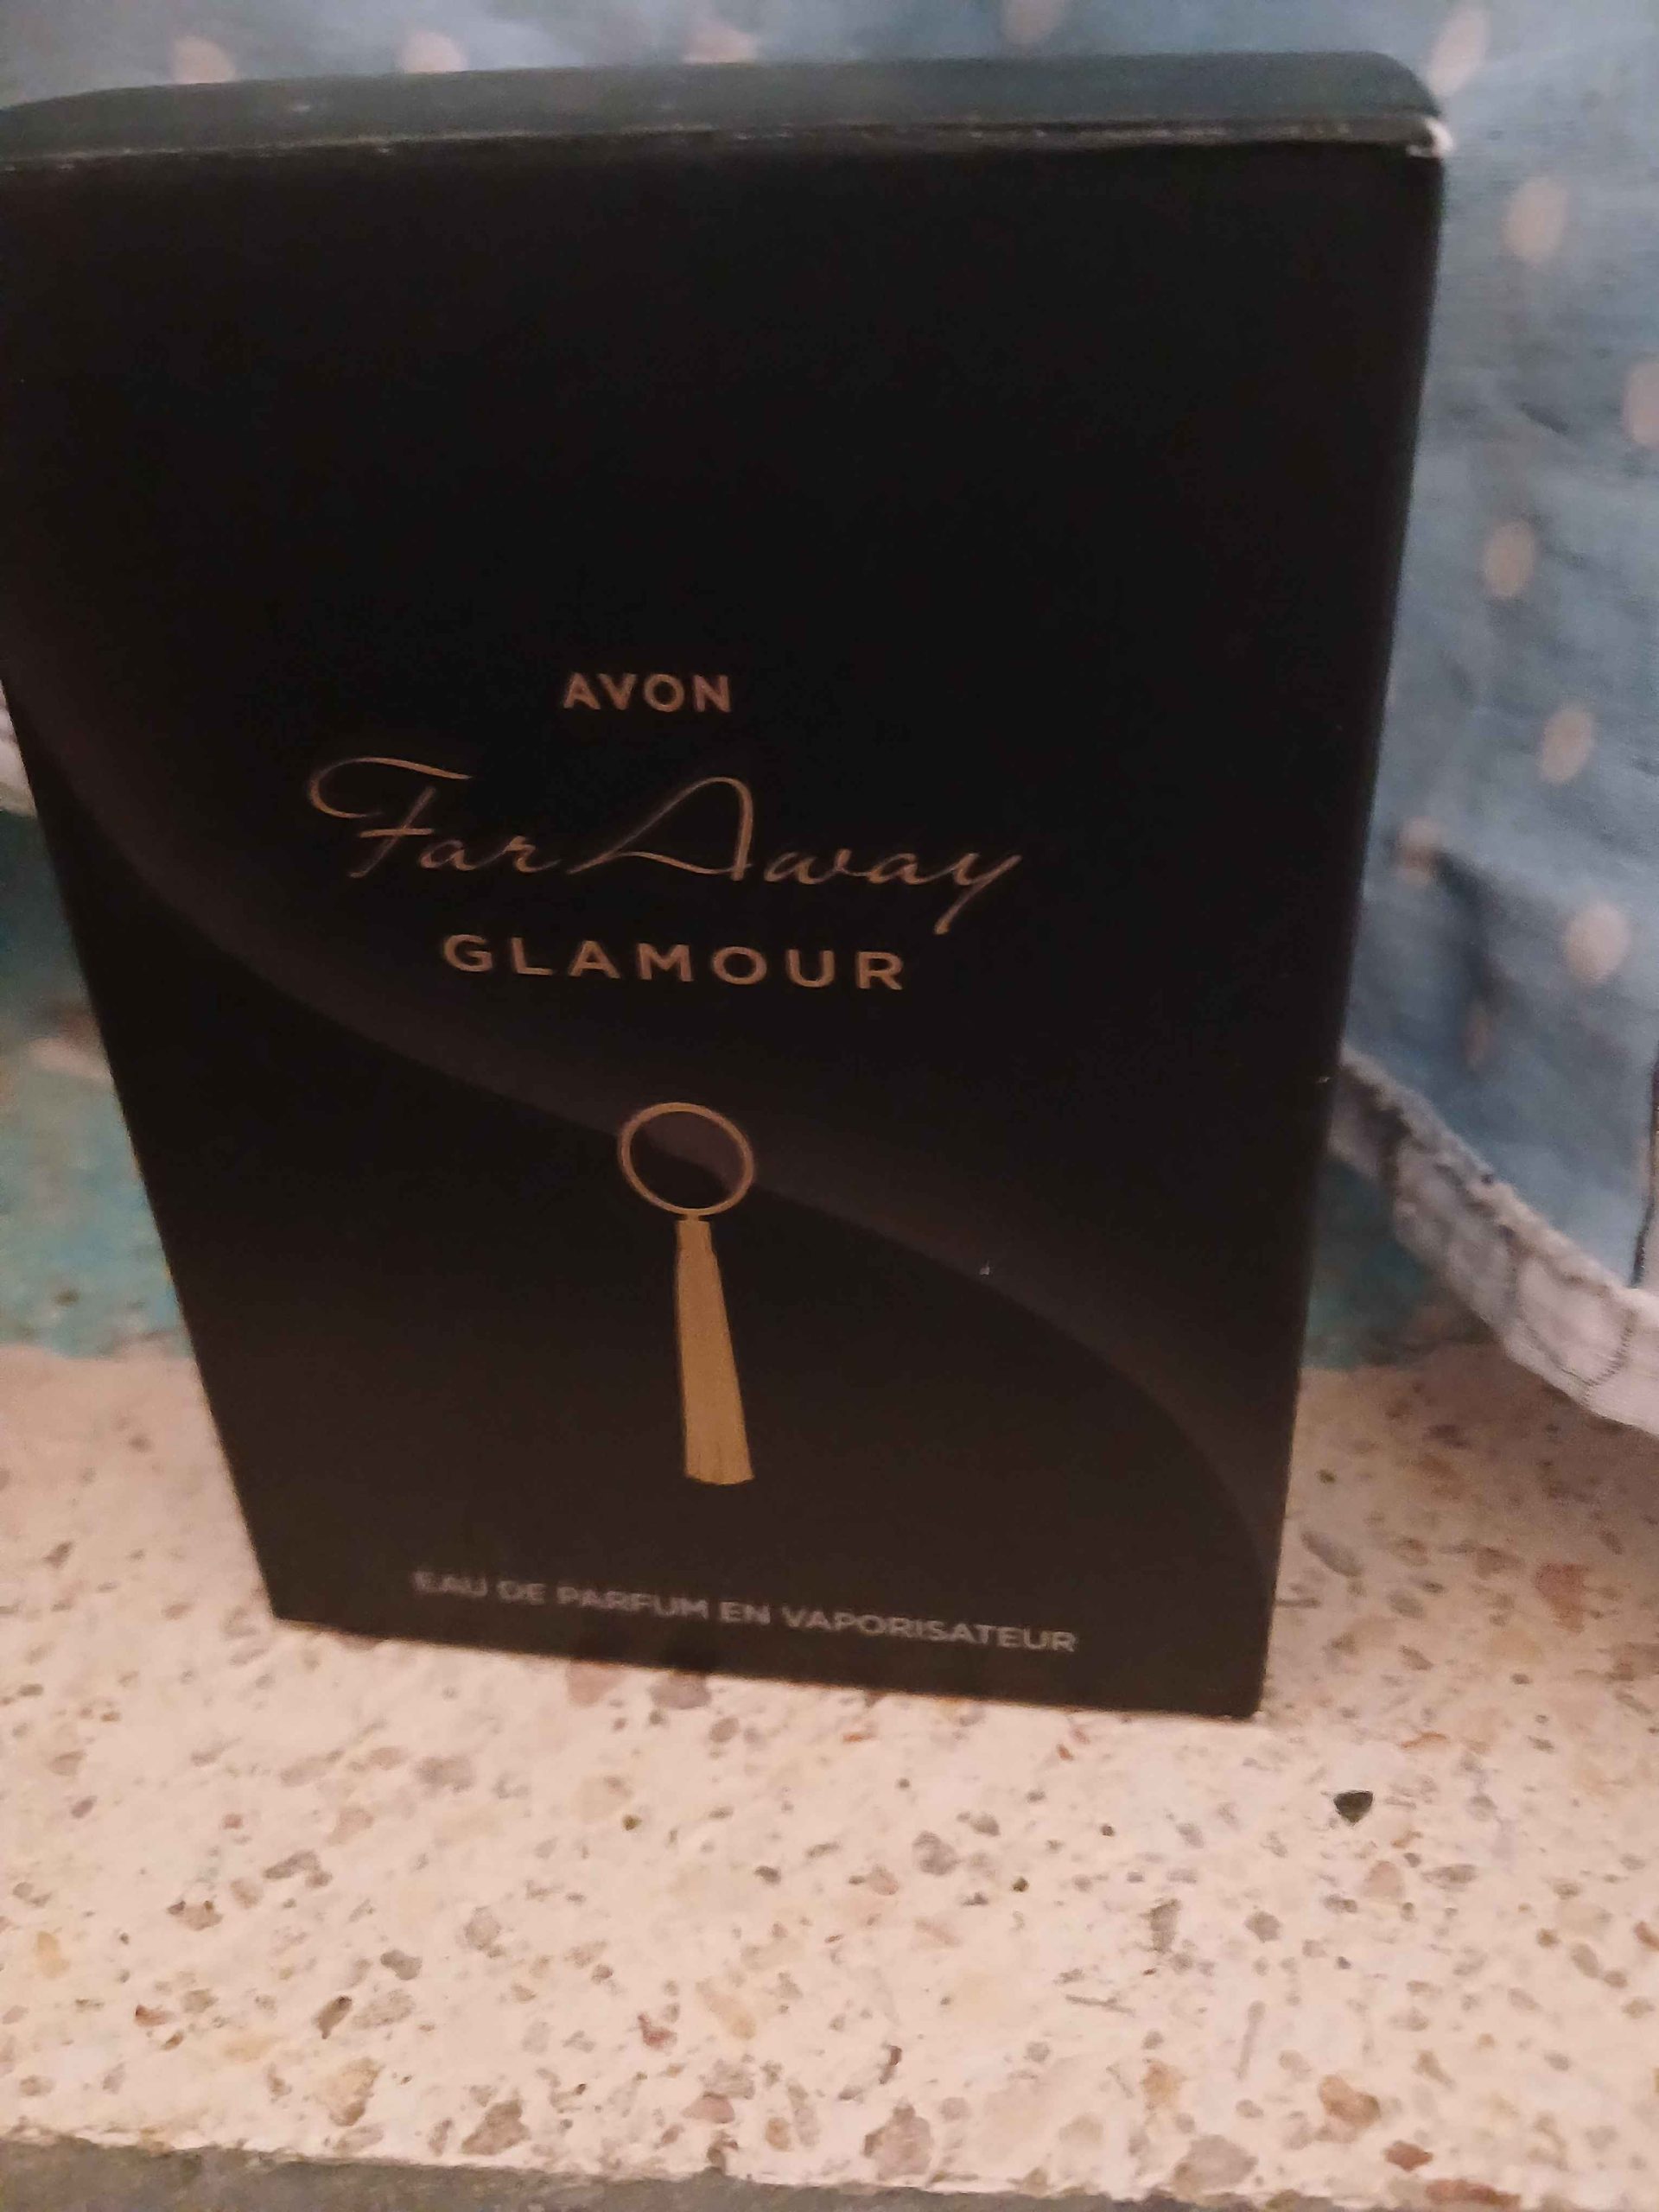 AVON
Far Away
GLAMOUR
EAU DE PARFUM EN VAPORISATEUR